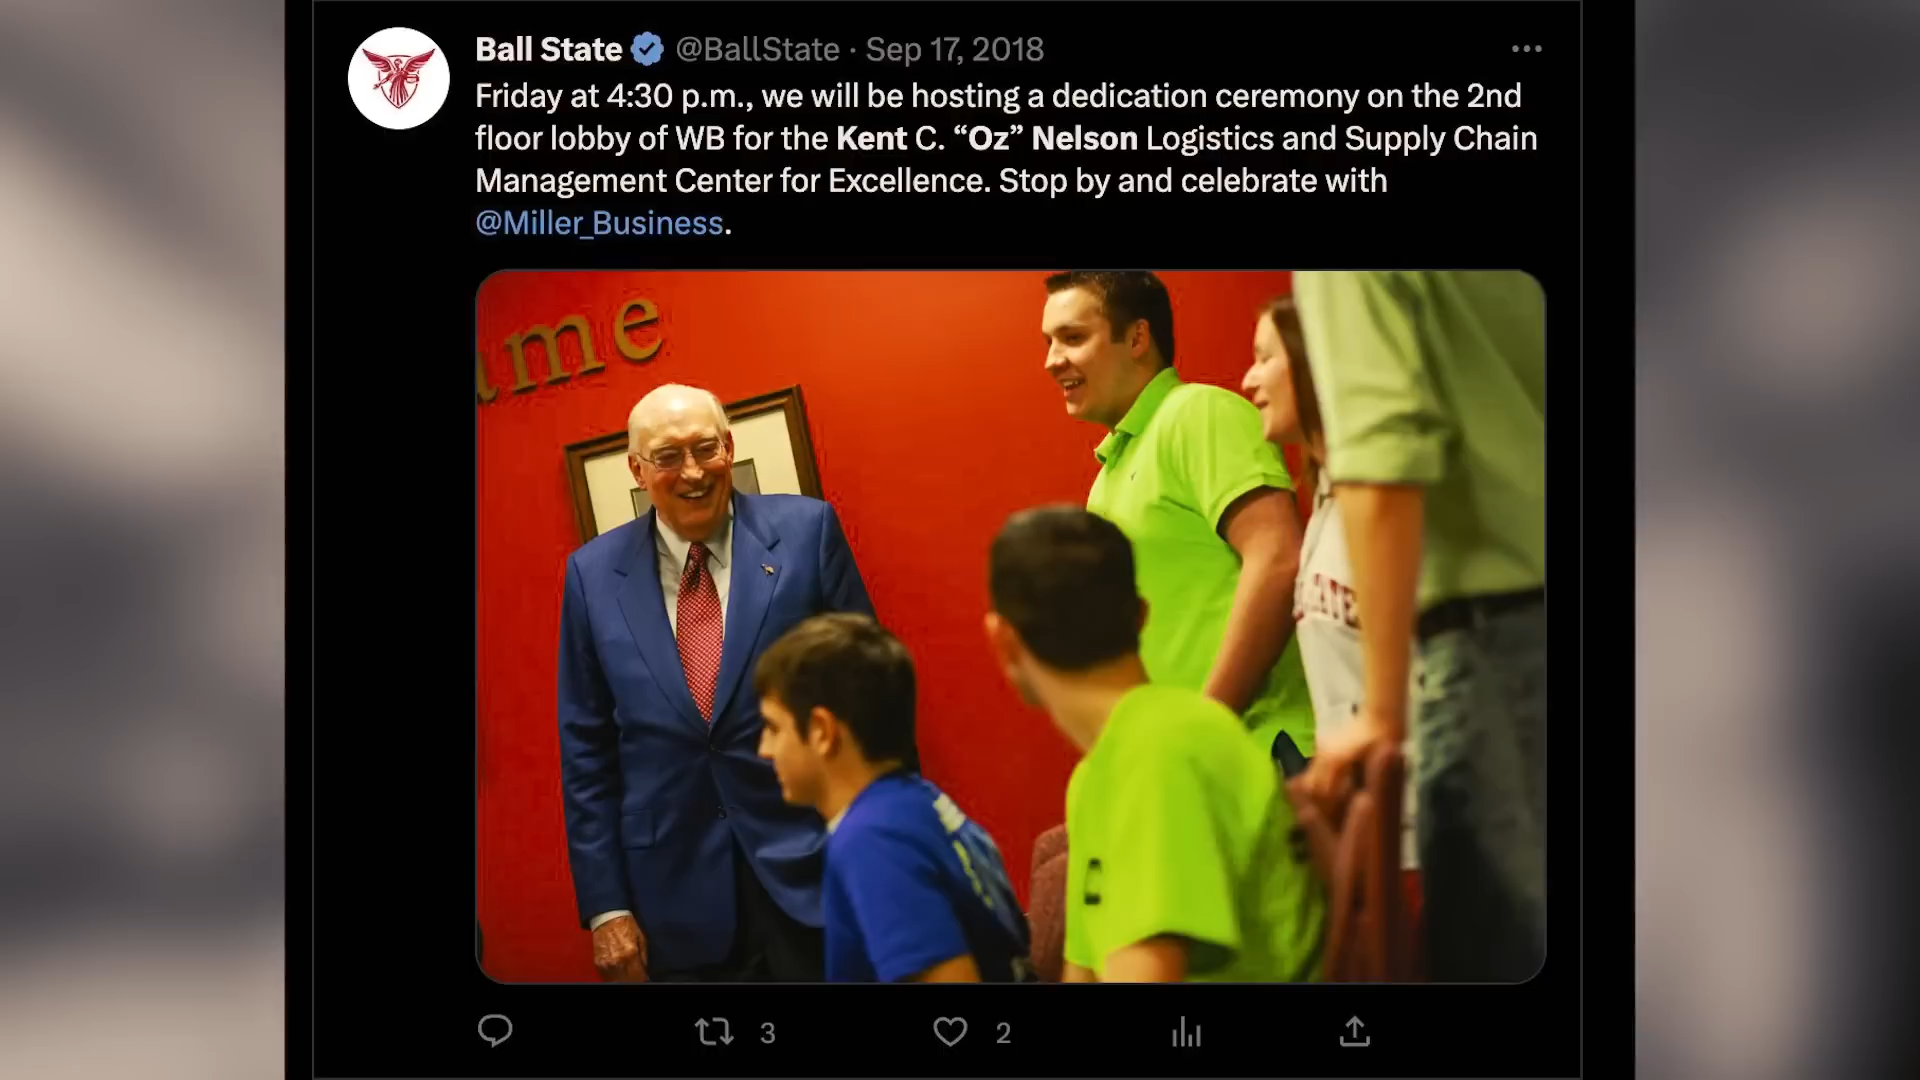 Ball State @BallState · Sep 17, 2018
Friday at 4:30 p.m., we will be hosting a dedication ceremony on the 2nd
floor lobby of WB for the Kent C. “Oz” Nelson Logistics and Supply Chain
Management Center for Excellence. Stop by and celebrate with
@Miller_Business.
ame
3
2